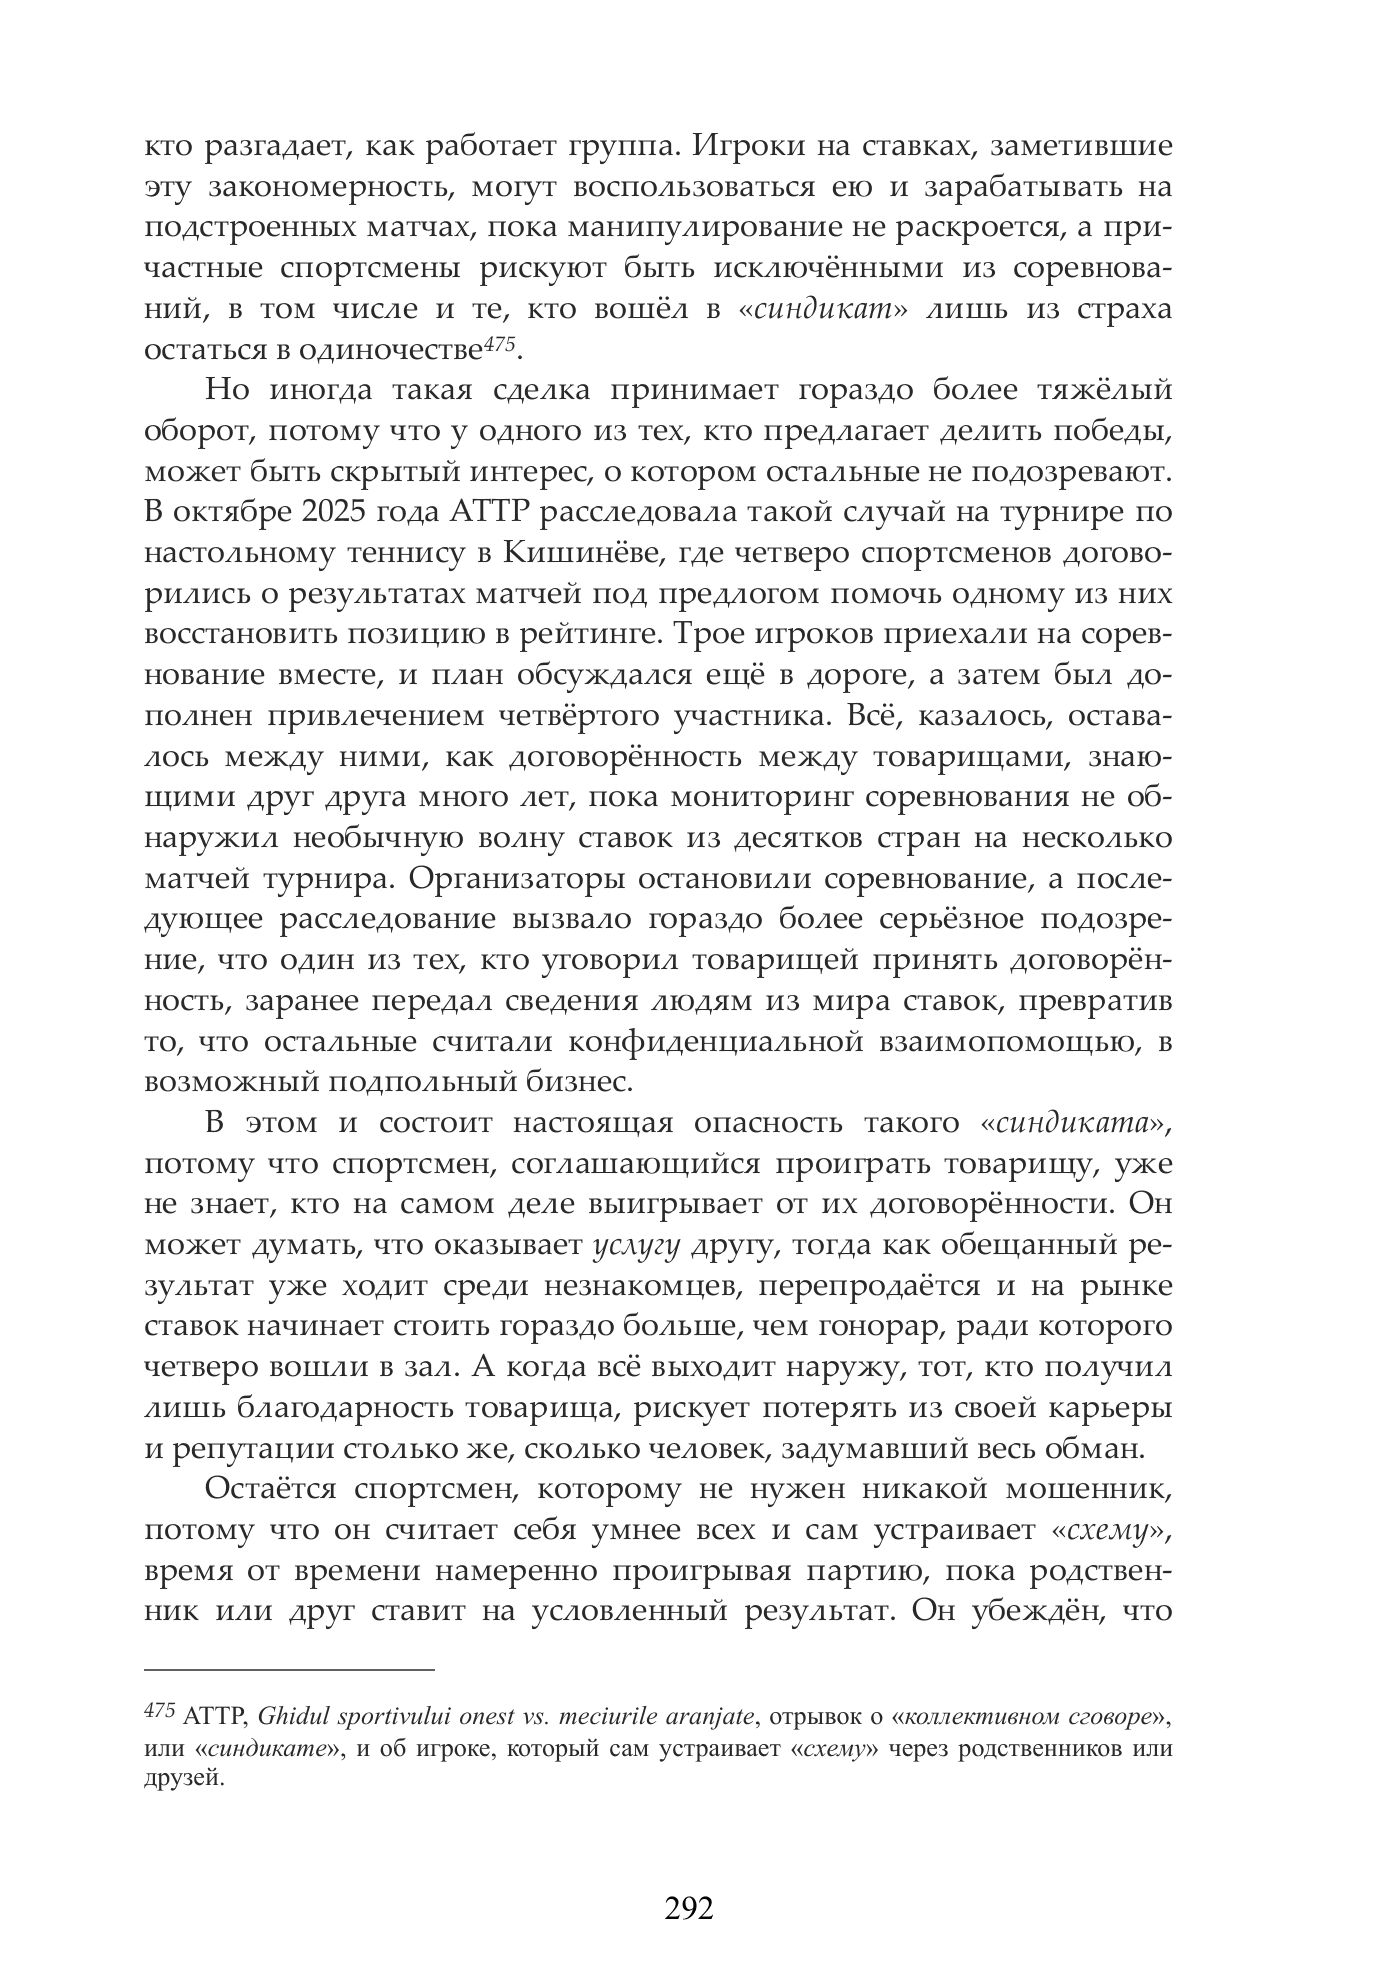 кто разгадает, как работает группа. Игроки на ставках, заметившие
эту закономерность, могут воспользоваться ею и зарабатывать на
подстроенных матчах, пока манипулирование не раскроется, а при-
частные спортсмены рискуют быть исключёнными из соревнова-
ний, в том числе и те, кто вошёл в «синдикат» лишь из страха
остаться в одиночестве475.
Но иногда такая сделка принимает гораздо более тяжёлый
оборот, потому что у одного из тех, кто предлагает делить победы,
может быть скрытый интерес, о котором остальные не подозревают.
В октябре 2025 года АТТР расследовала такой случай на турнире по
настольному теннису в Кишинёве, где четверо спортсменов догово-
рились о результатах матчей под предлогом помочь одному из них
восстановить позицию в рейтинге. Трое игроков приехали на сорев-
нование вместе, и план обсуждался ещё в дороге, а затем был до-
полнен привлечением четвёртого участника. Всё, казалось, остава-
лось между ними, как договорённость между товарищами, знаю-
щими друг друга много лет, пока мониторинг соревнования не об-
наружил необычную волну ставок из десятков стран на несколько
матчей турнира. Организаторы остановили соревнование, а после-
дующее расследование вызвало гораздо более серьёзное подозре-
ние, что один из тех, кто уговорил товарищей принять договорён-
ность, заранее передал сведения людям из мира ставок, превратив
то, что остальные считали конфиденциальной взаимопомощью, в
возможный подпольный бизнес.
В этом и состоит настоящая опасность такого «синдиката»,
потому что спортсмен, соглашающийся проиграть товарищу, уже
не знает, кто на самом деле выигрывает от их договорённости. Он
может думать, что оказывает услугу другу, тогда как обещанный ре-
зультат уже ходит среди незнакомцев, перепродаётся и на рынке
ставок начинает стоить гораздо больше, чем гонорар, ради которого
четверо вошли в зал. А когда всё выходит наружу, тот, кто получил
лишь благодарность товарища, рискует потерять из своей карьеры
и репутации столько же, сколько человек, задумавший весь обман.
Остаётся спортсмен, которому не нужен никакой мошенник,
потому что он считает себя умнее всех и сам устраивает «схему»,
время от времени намеренно проигрывая партию, пока родствен-
ник или друг ставит на условленный результат. Он убеждён, что
475 ATTP, Ghidul sportivului onest vs. meciurile aranjate, отрывок о «коллективном сговоре»,
или «синдикате», и об игроке, который сам устраивает «схему» через родственников или
друзей.
292